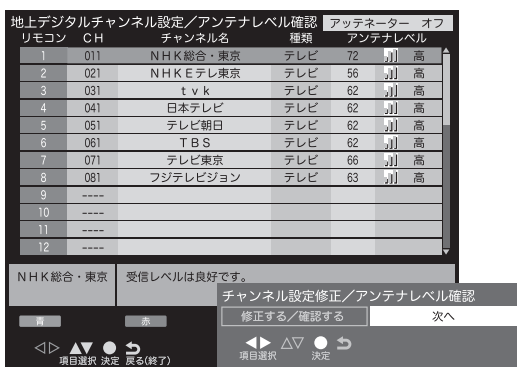 地上デジタルチャンネル設定／アンテナレベル確認 アッテネーター オフ
リモコン CH チャンネル名 種類 アンテナレベル
1 011 NHK総合・東京 テレビ 72 高
2 021 NHKEテレ東京 テレビ 56 高
3 031 tvk テレビ 62 高
4 041 日本テレビ テレビ 62 高
5 051 テレビ朝日 テレビ 62 高
6 061 TBS テレビ 62 高
7 071 テレビ東京 テレビ 66 高
8 081 フジテレビジョン テレビ 63 高
9 ----
10 ----
11 ----
12 ----
NHK総合・東京 受信レベルは良好です。
チャンネル設定修正／アンテナレベル確認
修正する／確認する 次へ
青 赤
項目選択 決定 戻る(終了)
項目選択 決定